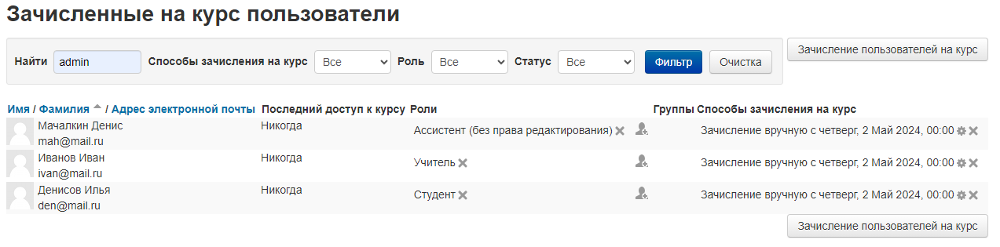 Зачисленные на курс пользователи
Найти admin Способы зачисления на курс Все Роль Все Статус Все Фильтр Очистка Зачисление пользователей на курс
Имя / Фамилия / Адрес электронной почты Последний доступ к курсу Роли Группы Способы зачисления на курс
Мачалкин Денис Никогда Ассистент (без права редактирования) Зачисление вручную с четверг, 2 Май 2024, 00:00
mah@mail.ru
Иванов Иван Никогда Учитель Зачисление вручную с четверг, 2 Май 2024, 00:00
ivan@mail.ru
Денисов Илья Никогда Студент Зачисление вручную с четверг, 2 Май 2024, 00:00
den@mail.ru
Зачисление пользователей на курс